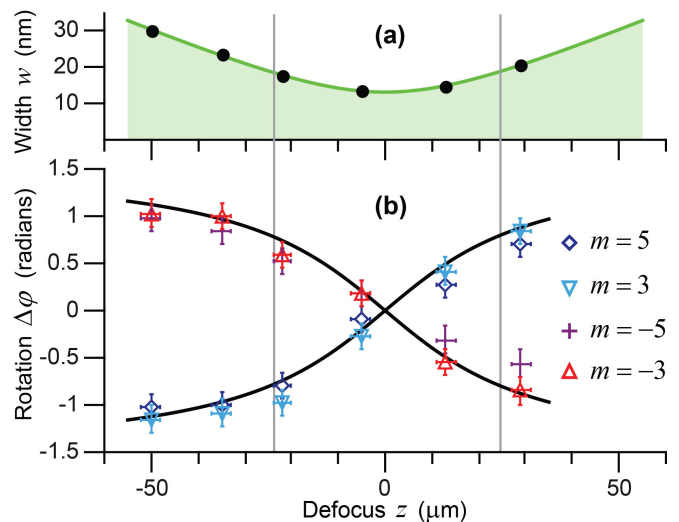 (a)
Width w (nm)
30
20
10
(b)
Rotation Δφ (radians)
1.5
1
0.5
0
-0.5
-1
-1.5
m = 5
m = 3
m = −5
m = −3
-50
0
50
Defocus z (μm)